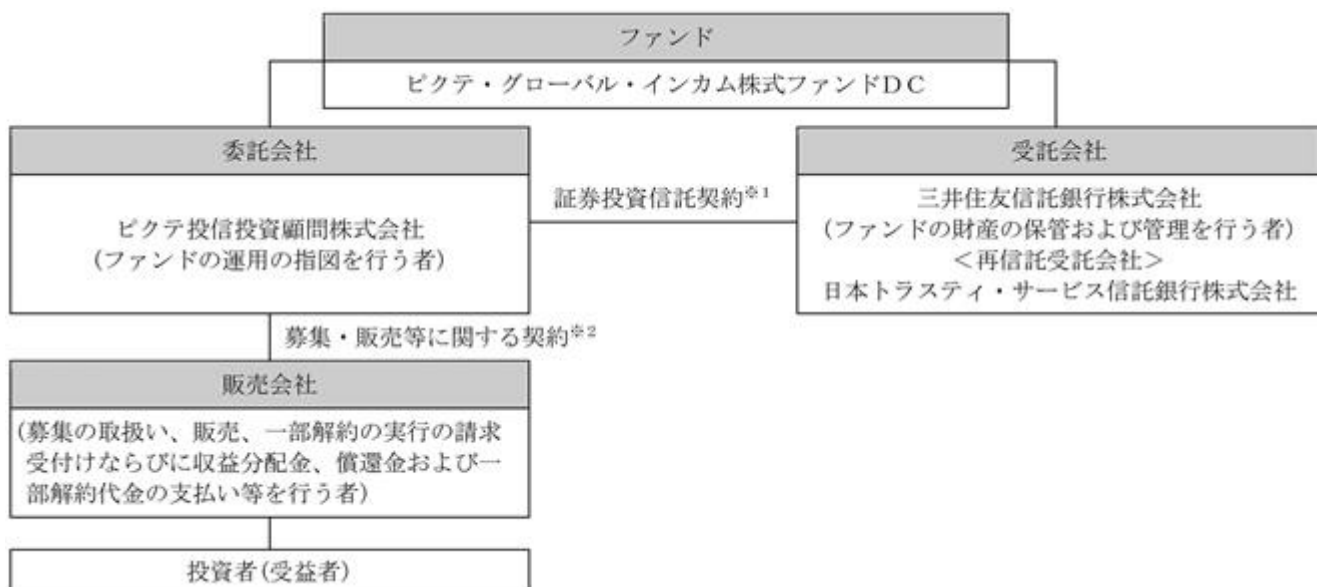 ファンド
ピクテ・グローバル・インカム株式ファンドＤＣ
委託会社
ピクテ投信投資顧問株式会社
(ファンドの運用の指図を行う者)
証券投資信託契約※1
受託会社
三井住友信託銀行株式会社
(ファンドの財産の保管および管理を行う者)
＜再信託受託会社＞
日本トラスティ・サービス信託銀行株式会社
募集・販売等に関する契約※2
販売会社
(募集の取扱い、販売、一部解約の実行の請求
受付けならびに収益分配金、償還金および一
部解約代金の支払い等を行う者)
投資者(受益者)